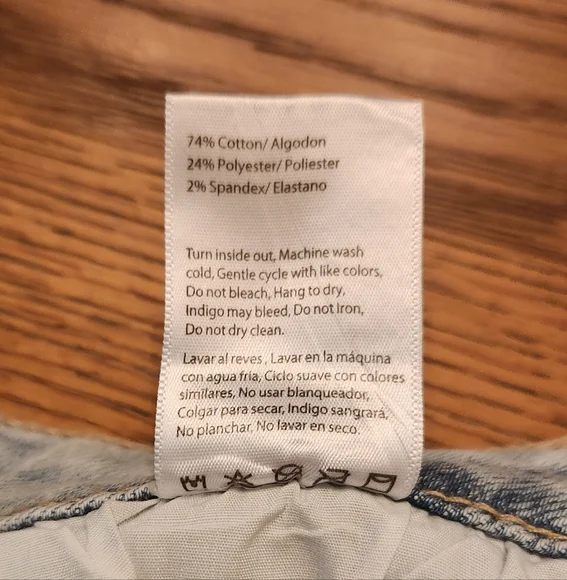 74% Cotton/ Algodon
24% Polyester/ Poliester
2% Spandex/ Elastano
Turn inside out, Machine wash
cold, Gentle cycle with like colors,
Do not bleach, Hang to dry,
Indigo may bleed, Do not Iron,
Do not dry clean.
Lavar al reves , Lavar en la máquina
con agua fria, Ciclo suave con colores
similares, No usar blanqueador,
Colgar para secar, Indigo sangrará,
No planchar, No lavar en seco.